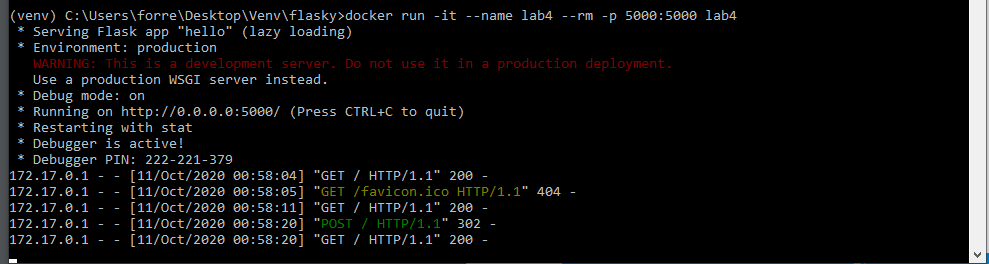 (venv) C:\Users\forre\Desktop\Venv\flasky>docker run -it --name lab4 --rm -p 5000:5000 lab4
* Serving Flask app "hello" (lazy loading)
* Environment: production
WARNING: This is a development server. Do not use it in a production deployment.
Use a production WSGI server instead.
* Debug mode: on
* Running on http://0.0.0.0:5000/ (Press CTRL+C to quit)
* Restarting with stat
* Debugger is active!
* Debugger PIN: 222-221-379
172.17.0.1 - - [11/Oct/2020 00:58:04] "GET / HTTP/1.1" 200 -
172.17.0.1 - - [11/Oct/2020 00:58:05] "GET /favicon.ico HTTP/1.1" 404 -
172.17.0.1 - - [11/Oct/2020 00:58:11] "GET / HTTP/1.1" 200 -
172.17.0.1 - - [11/Oct/2020 00:58:20] "POST / HTTP/1.1" 302 -
172.17.0.1 - - [11/Oct/2020 00:58:20] "GET / HTTP/1.1" 200 -